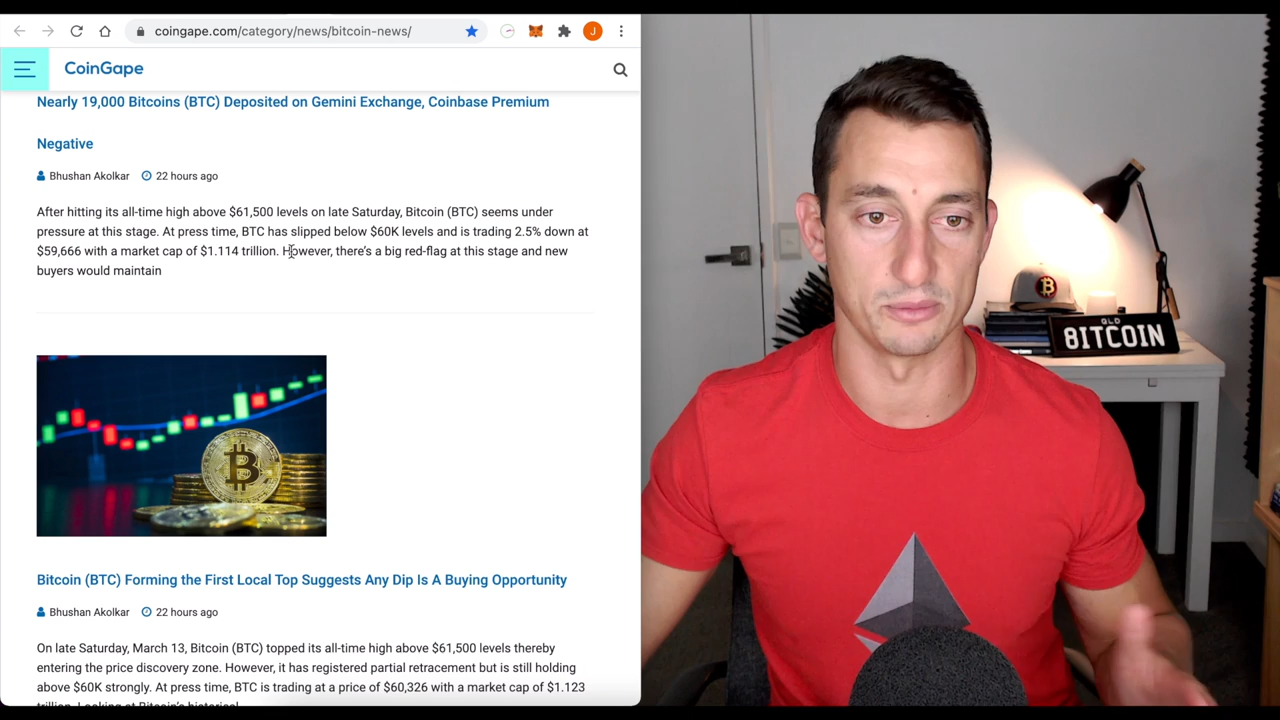 coingape.com/category/news/bitcoin-news/
J
CoinGape
Nearly 19,000 Bitcoins (BTC) Deposited on Gemini Exchange, Coinbase Premium
Negative
Bhushan Akolkar 22 hours ago
After hitting its all-time high above $61,500 levels on late Saturday, Bitcoin (BTC) seems under
pressure at this stage. At press time, BTC has slipped below $60K levels and is trading 2.5% down at
$59,666 with a market cap of $1.114 trillion. However, there's a big red-flag at this stage and new
buyers would maintain
Bitcoin (BTC) Forming the First Local Top Suggests Any Dip Is A Buying Opportunity
Bhushan Akolkar 22 hours ago
On late Saturday, March 13, Bitcoin (BTC) topped its all-time high above $61,500 levels thereby
entering the price discovery zone. However, it has registered partial retracement but is still holding
above $60K strongly. At press time, BTC is trading at a price of $60,326 with a market cap of $1.123
trillion. Looking at Bitcoin's historical
QLD
8ITCOIN